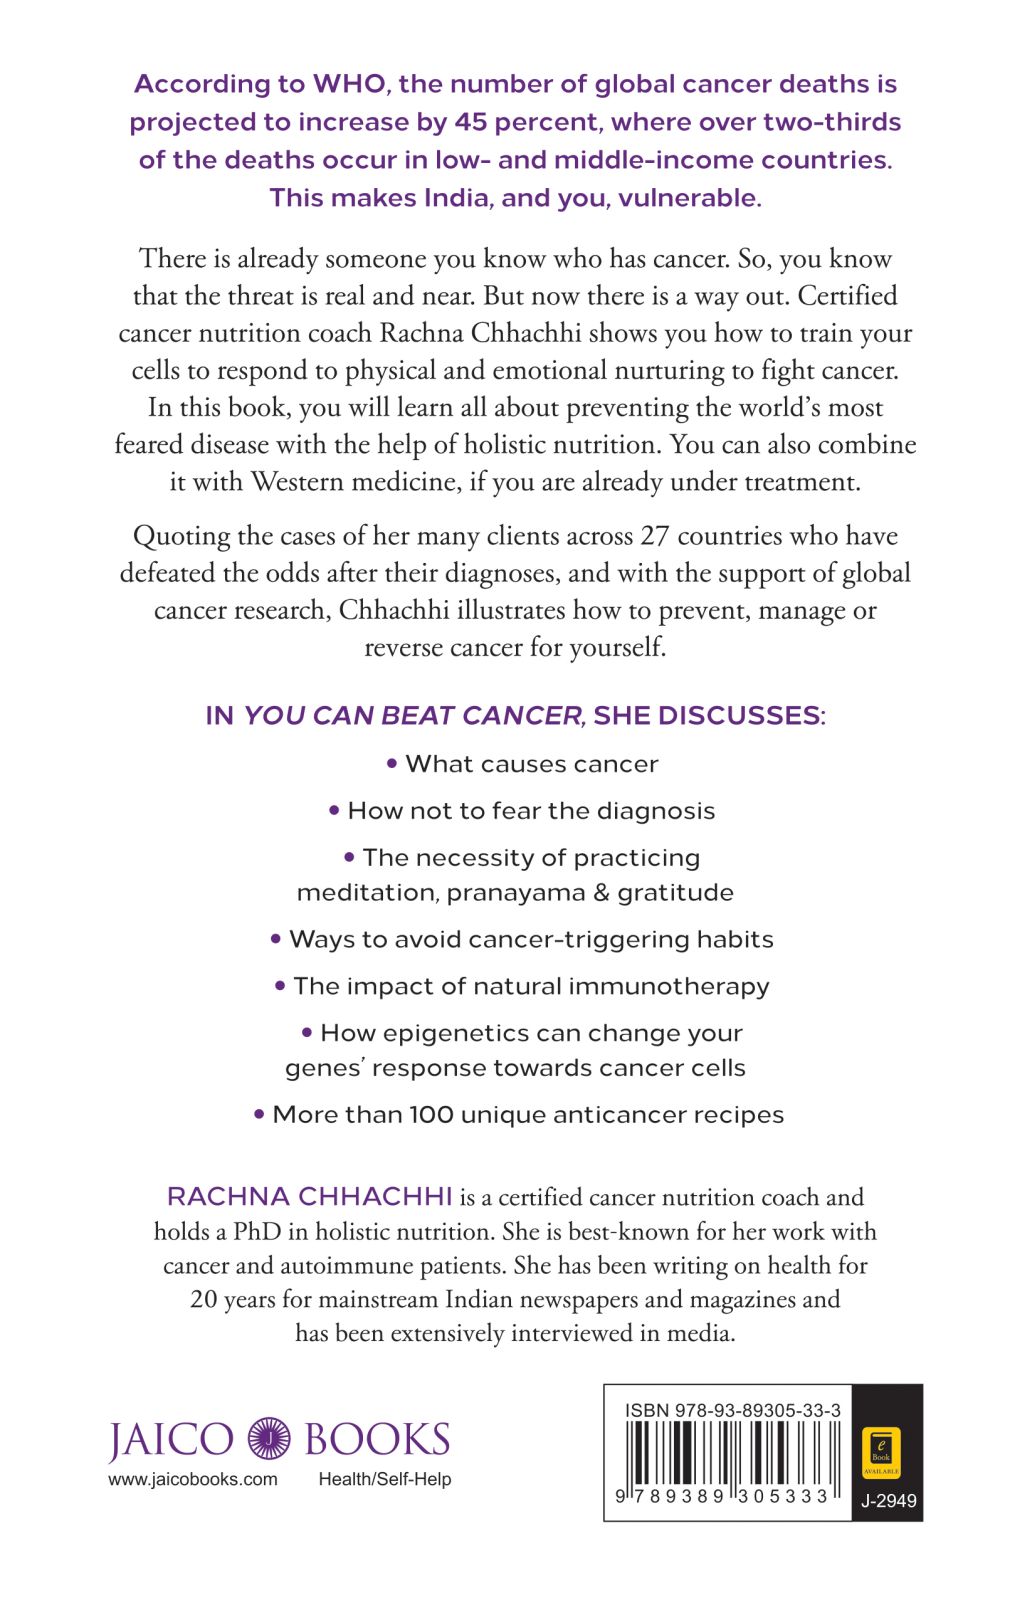 According to WHO, the number of global cancer deaths is
projected to increase by 45 percent, where over two-thirds
of the deaths occur in low- and middle-income countries.
This makes India, and you, vulnerable.
There is already someone you know who has cancer. So, you know
that the threat is real and near. But now there is a way out. Certified
cancer nutrition coach Rachna Chhachhi shows you how to train your
cells to respond to physical and emotional nurturing to fight cancer.
In this book, you will learn all about preventing the world's most
feared disease with the help of holistic nutrition. You can also combine
it with Western medicine, if you are already under treatment.
Quoting the cases of her many clients across 27 countries who have
defeated the odds after their diagnoses, and with the support of global
cancer research, Chhachhi illustrates how to prevent, manage or
reverse cancer for yourself.
IN YOU CAN BEAT CANCER, SHE DISCUSSES:
• What causes cancer
• How not to fear the diagnosis
• The necessity of practicing
meditation, pranayama & gratitude
• Ways to avoid cancer-triggering habits
• The impact of natural immunotherapy
• How epigenetics can change your
genes' response towards cancer cells
• More than 100 unique anticancer recipes
RACHNA CHHACHHI is a certified cancer nutrition coach and
holds a PhD in holistic nutrition. She is best-known for her work with
cancer and autoimmune patients. She has been writing on health for
20 years for mainstream Indian newspapers and magazines and
has been extensively interviewed in media.
JAICO J BOOKS
www.jaicobooks.com Health/Self-Help
ISBN 978-93-89305-33-3
9 789389 305333
e
Book
AVAILABLE
J-2949